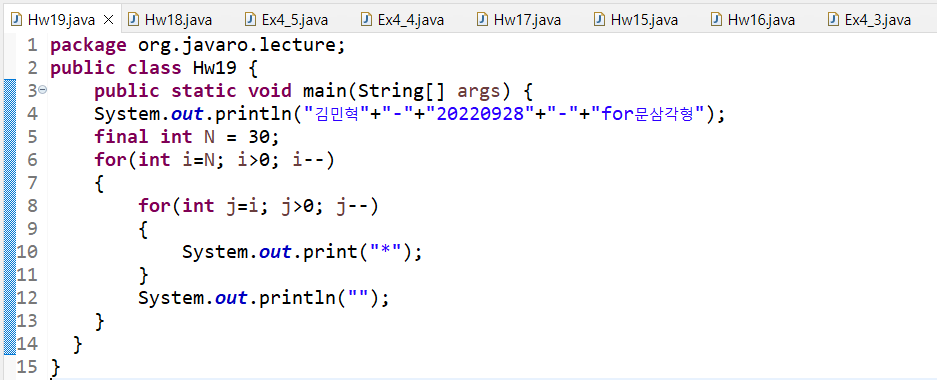 Hw19.java Hw18.java Ex4_5.java Ex4_4.java Hw17.java Hw15.java Hw16.java Ex4_3.java
1 package org.javaro.lecture;
2 public class Hw19 {
3 public static void main(String[] args) {
4 System.out.println("김민혁"+"-"+"20220928"+"-"+"for문삼각형");
5 final int N = 30;
6 for(int i=N; i>0; i--)
7 {
8 for(int j=i; j>0; j--)
9 {
10 System.out.print("*");
11 }
12 System.out.println("");
13 }
14 }
15 }